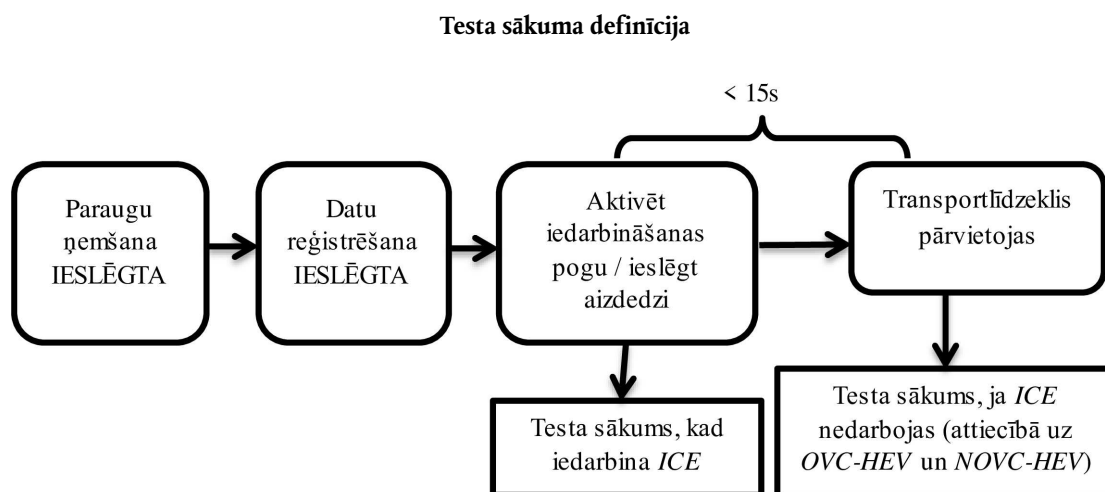 Testa sākuma definīcija
< 15s
Paraugu
ņemšana
IESLĒGTA
Datu
reģistrēšana
IESLĒGTA
Aktivēt
iedarbināšanas
pogu / ieslēgt
aizdedzi
Transportlīdzeklis
pārvietojas
Testa sākums, kad
iedarbina ICE
Testa sākums, ja ICE
nedarbojas (attiecībā uz
OVC-HEV un NOVC-HEV)